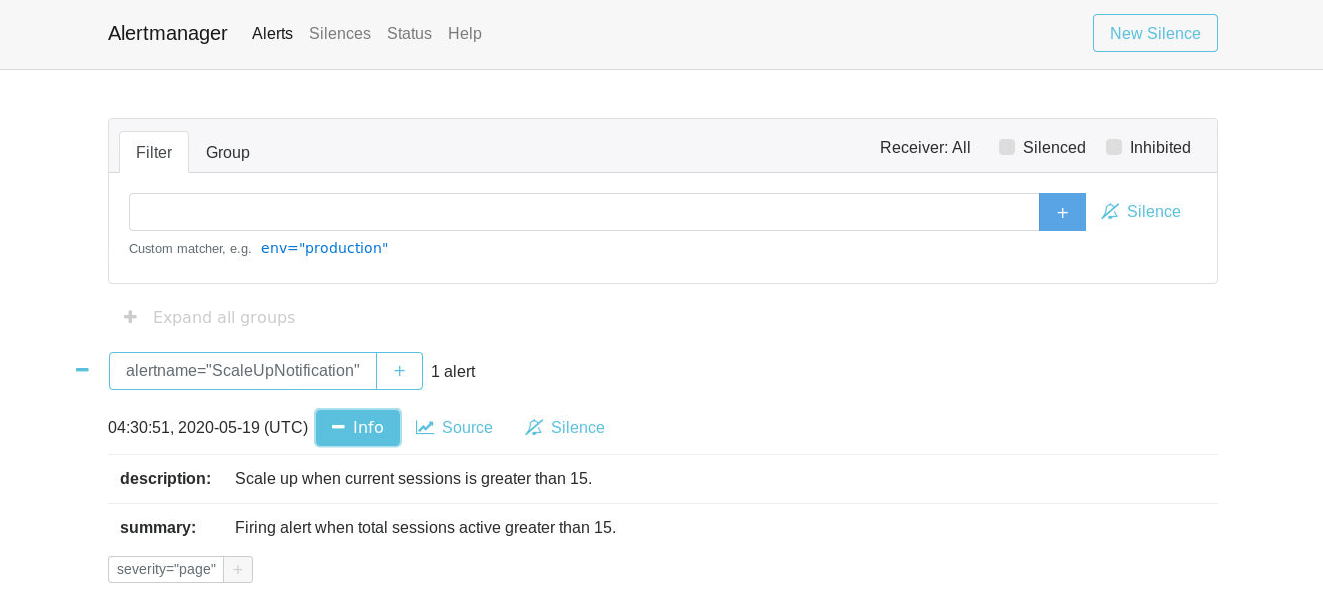 Alertmanager Alerts Silences Status Help New Silence
Filter Group Receiver: All Silenced Inhibited
+ Silence
Custom matcher, e.g. env="production"
+ Expand all groups
− alertname="ScaleUpNotification" + 1 alert
04:30:51, 2020-05-19 (UTC) − Info Source Silence
description: Scale up when current sessions is greater than 15.
summary: Firing alert when total sessions active greater than 15.
severity="page" +